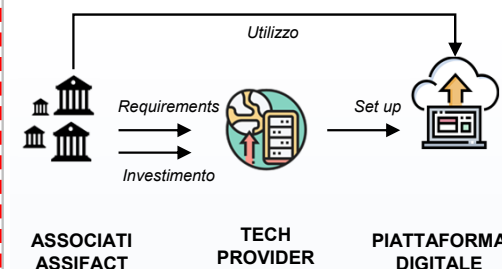 Utilizzo
Requirements
Set up
Investimento
ASSOCIATI
ASSIFACT
TECH
PROVIDER
PIATTAFORMA
DIGITALE